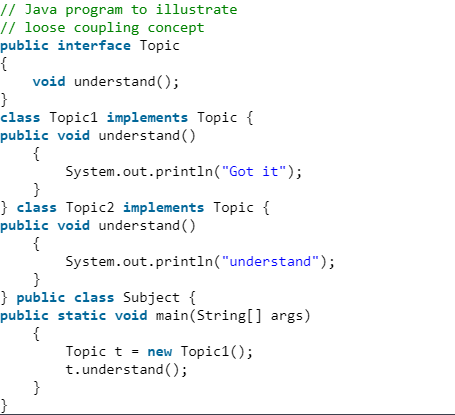 // Java program to illustrate
// loose coupling concept
public interface Topic
{
    void understand();
}
class Topic1 implements Topic {
public void understand()
    {
        System.out.println("Got it");
    }
} class Topic2 implements Topic {
public void understand()
    {
        System.out.println("understand");
    }
} public class Subject {
public static void main(String[] args)
    {
        Topic t = new Topic1();
        t.understand();
    }
}